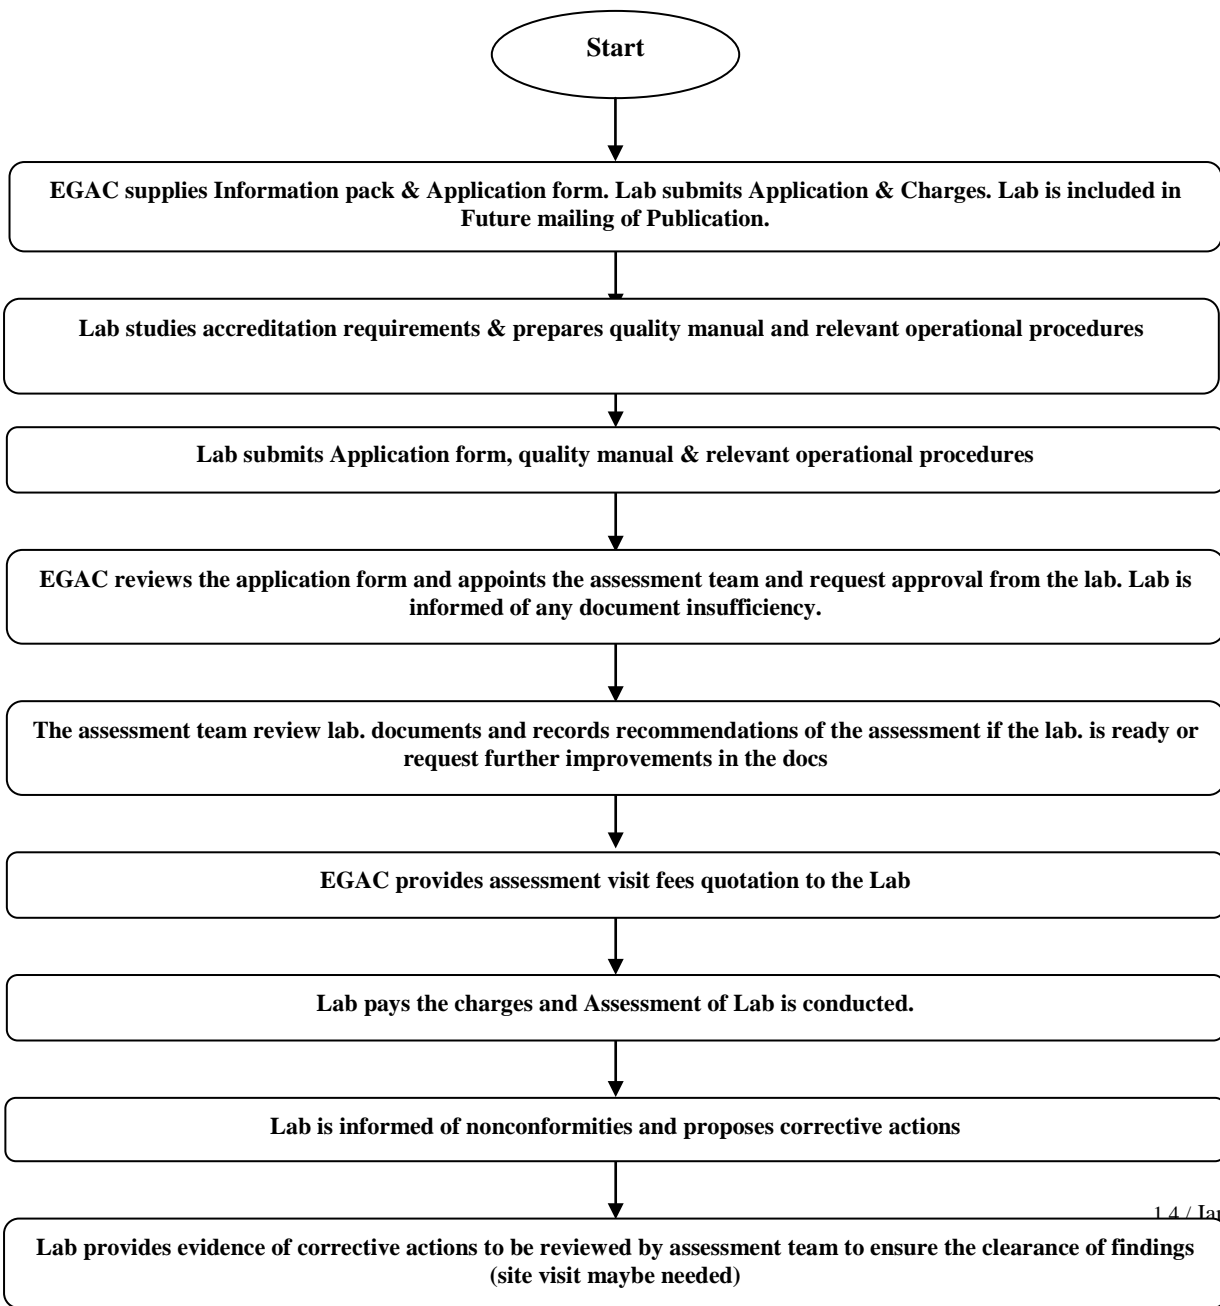 Start
EGAC supplies Information pack & Application form. Lab submits Application & Charges. Lab is included in
Future mailing of Publication.
Lab studies accreditation requirements & prepares quality manual and relevant operational procedures
Lab submits Application form, quality manual & relevant operational procedures
EGAC reviews the application form and appoints the assessment team and request approval from the lab. Lab is
informed of any document insufficiency.
The assessment team review lab. documents and records recommendations of the assessment if the lab. is ready or
request further improvements in the docs
EGAC provides assessment visit fees quotation to the Lab
Lab pays the charges and Assessment of Lab is conducted.
Lab is informed of nonconformities and proposes corrective actions
Lab provides evidence of corrective actions to be reviewed by assessment team to ensure the clearance of findings
(site visit maybe needed)